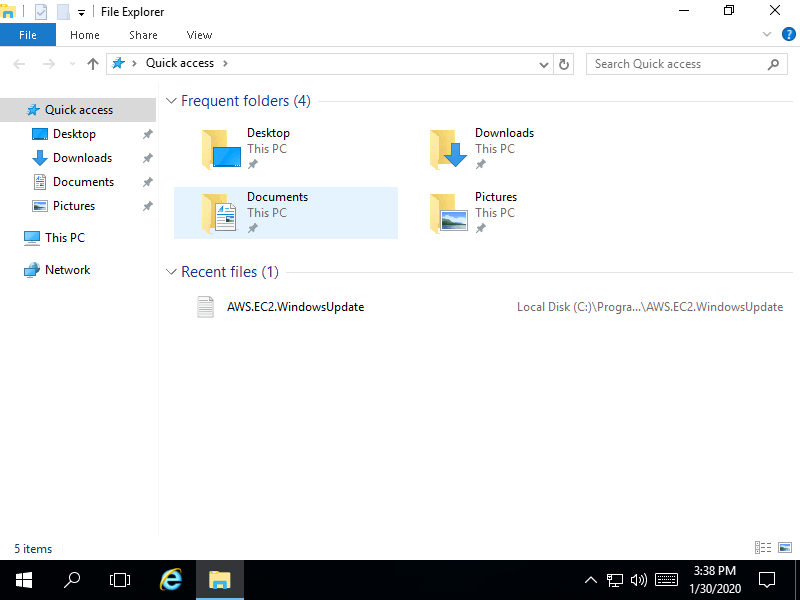 File Explorer
File Home Share View
Quick access
Search Quick access
Quick access
Desktop
Downloads
Documents
Pictures
This PC
Network
Frequent folders (4)
Desktop
This PC
Downloads
This PC
Documents
This PC
Pictures
This PC
Recent files (1)
AWS.EC2.WindowsUpdate Local Disk (C:)\Progra...\AWS.EC2.WindowsUpdate
5 items
3:38 PM
1/30/2020